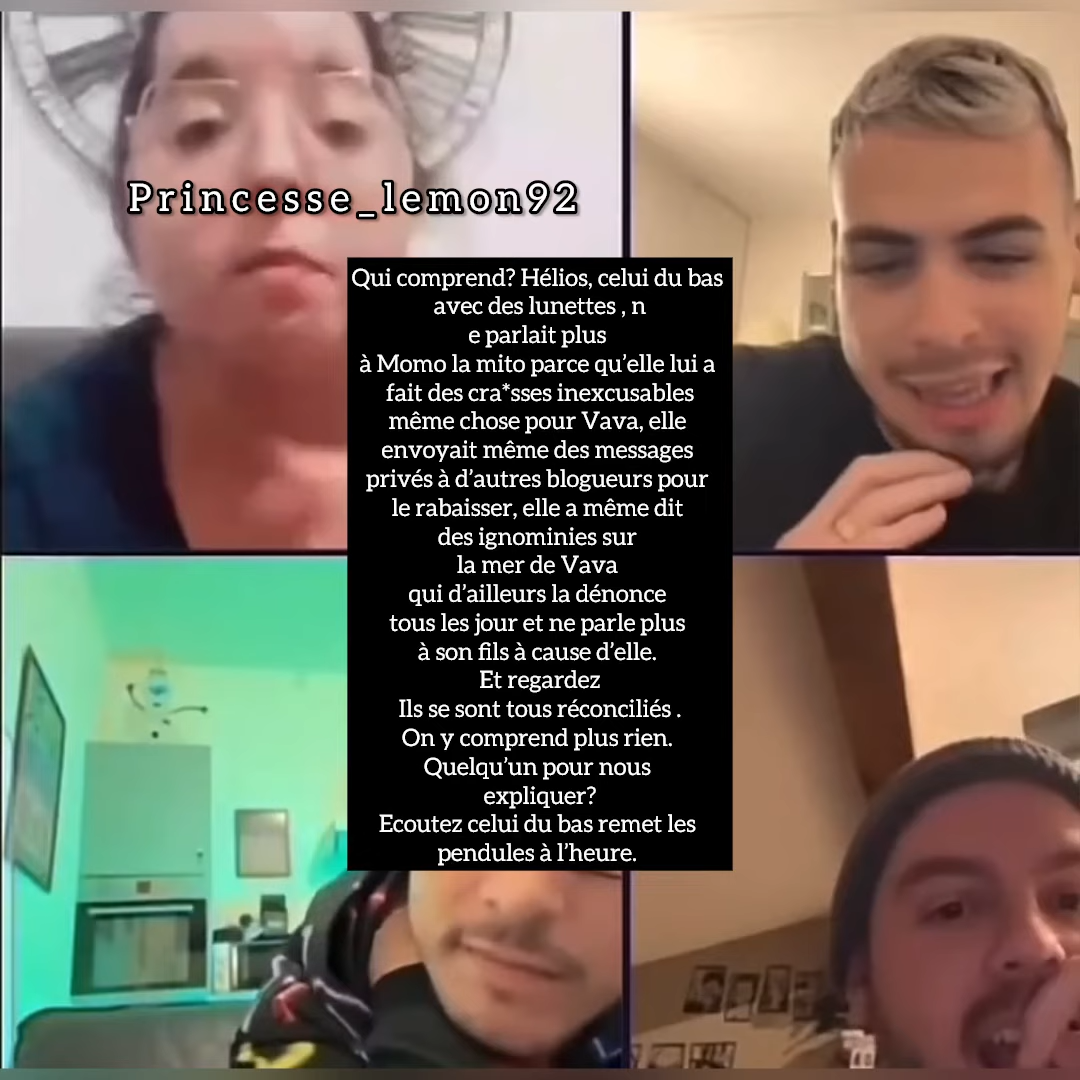 Princesse_lemon92
Qui comprend? Hélios, celui du bas
avec des lunettes , n
e parlait plus
à Momo la mito parce qu’elle lui a
fait des cra*sses inexcusables
même chose pour Vava, elle
envoyait même des messages
privés à d’autres blogueurs pour
le rabaisser, elle a même dit
des ignominies sur
la mer de Vava
qui d’ailleurs la dénonce
tous les jour et ne parle plus
à son fils à cause d’elle.
Et regardez
Ils se sont tous réconciliés .
On y comprend plus rien.
Quelqu’un pour nous
expliquer?
Ecoutez celui du bas remet les
pendules à l’heure.